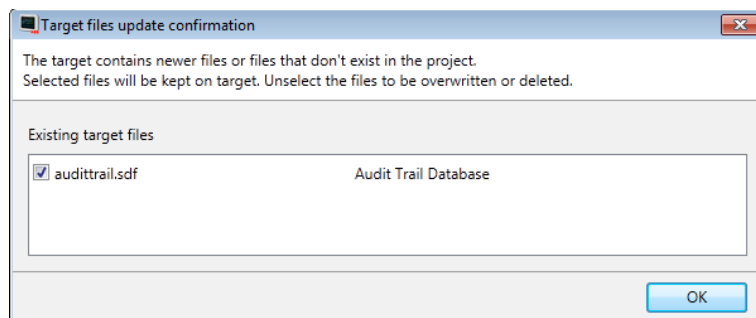 Target files update confirmation
The target contains newer files or files that don't exist in the project.
Selected files will be kept on target. Unselect the files to be overwritten or deleted.
Existing target files
audittrail.sdf Audit Trail Database
OK